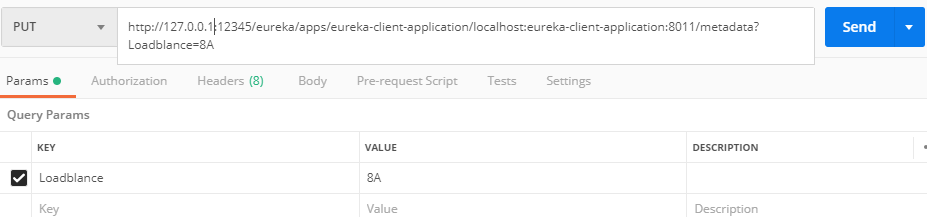 PUT
http://127.0.0.1:12345/eureka/apps/eureka-client-application/localhost:eureka-client-application:8011/metadata?
Loadblance=8A
Send
Params Authorization Headers (8) Body Pre-request Script Tests Settings
Query Params
KEY VALUE DESCRIPTION
Loadblance 8A
Key Value Description